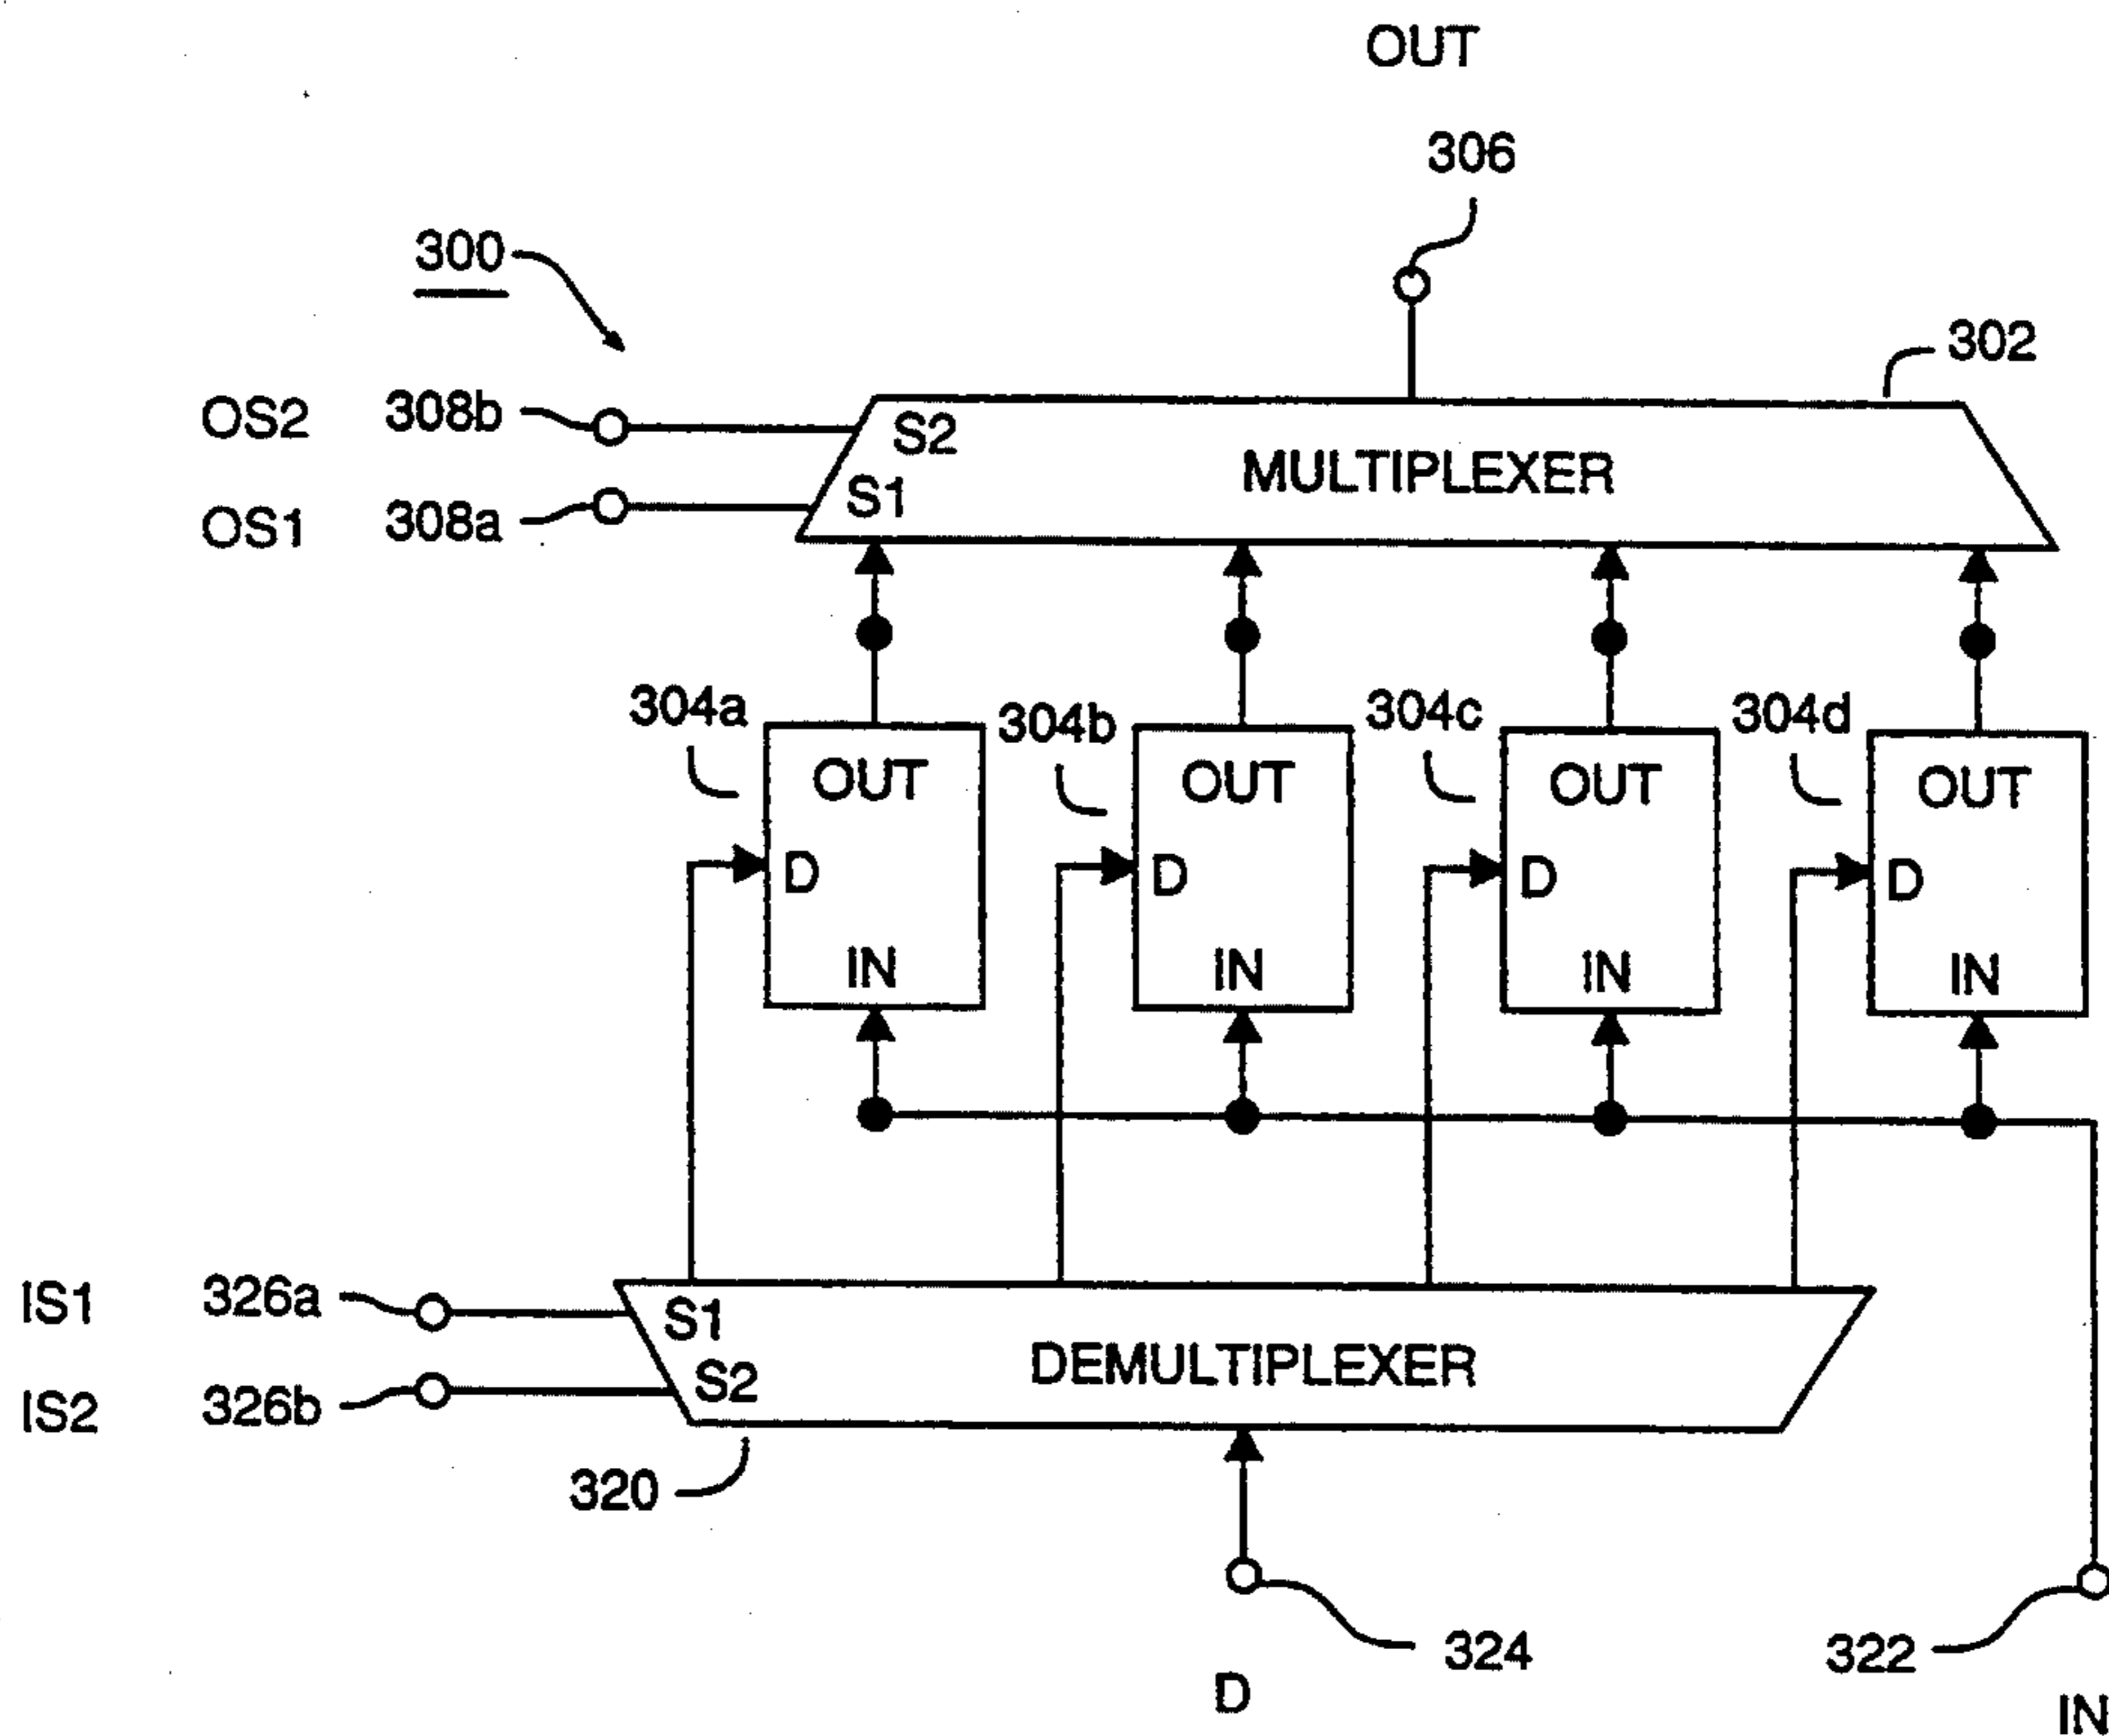 OUT
306
300
302
OS2 308b S2
MULTIPLEXER
OS1 308a S1
304a 304b 304c 304d
OUT OUT OUT OUT
D D D D
IN IN IN IN
IS1 326a S1
DEMULTIPLEXER
IS2 326b S2
320
324
322
D
IN